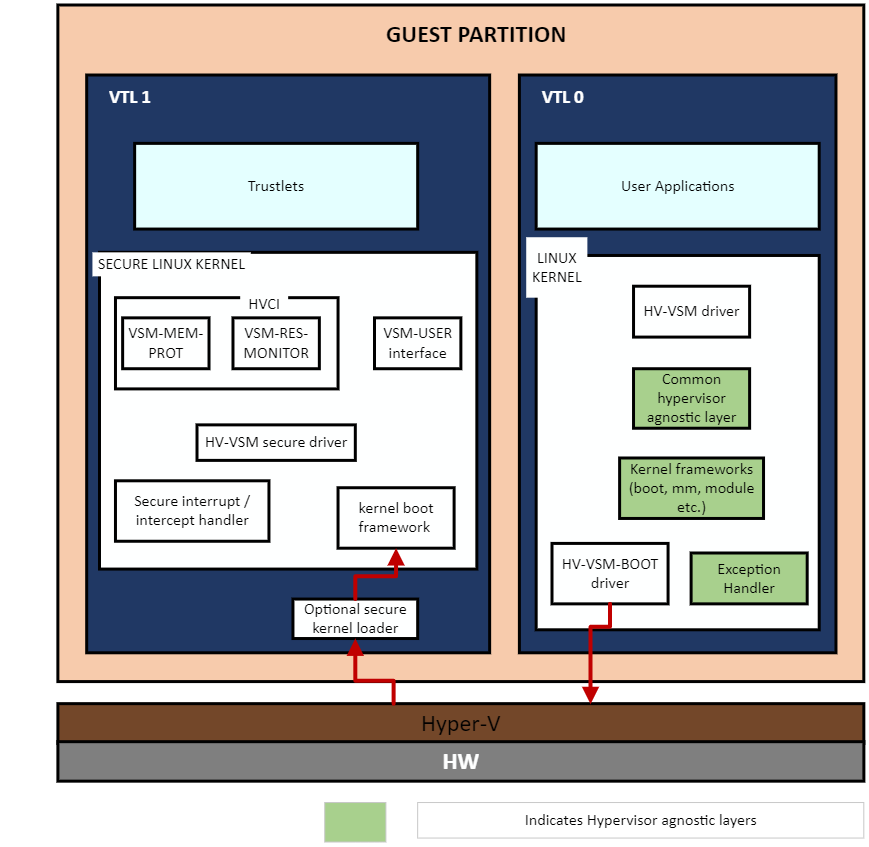 GUEST PARTITION
VTL 1
Trustlets
SECURE LINUX KERNEL
HVCI
VSM-MEM-
PROT
VSM-RES-
MONITOR
VSM-USER
interface
HV-VSM secure driver
Secure interrupt /
intercept handler
kernel boot
framework
Optional secure
kernel loader
VTL 0
User Applications
LINUX
KERNEL
HV-VSM driver
Common
hypervisor
agnostic layer
Kernel frameworks
(boot, mm, module
etc.)
HV-VSM-BOOT
driver
Exception
Handler
Hyper-V
HW
Indicates Hypervisor agnostic layers